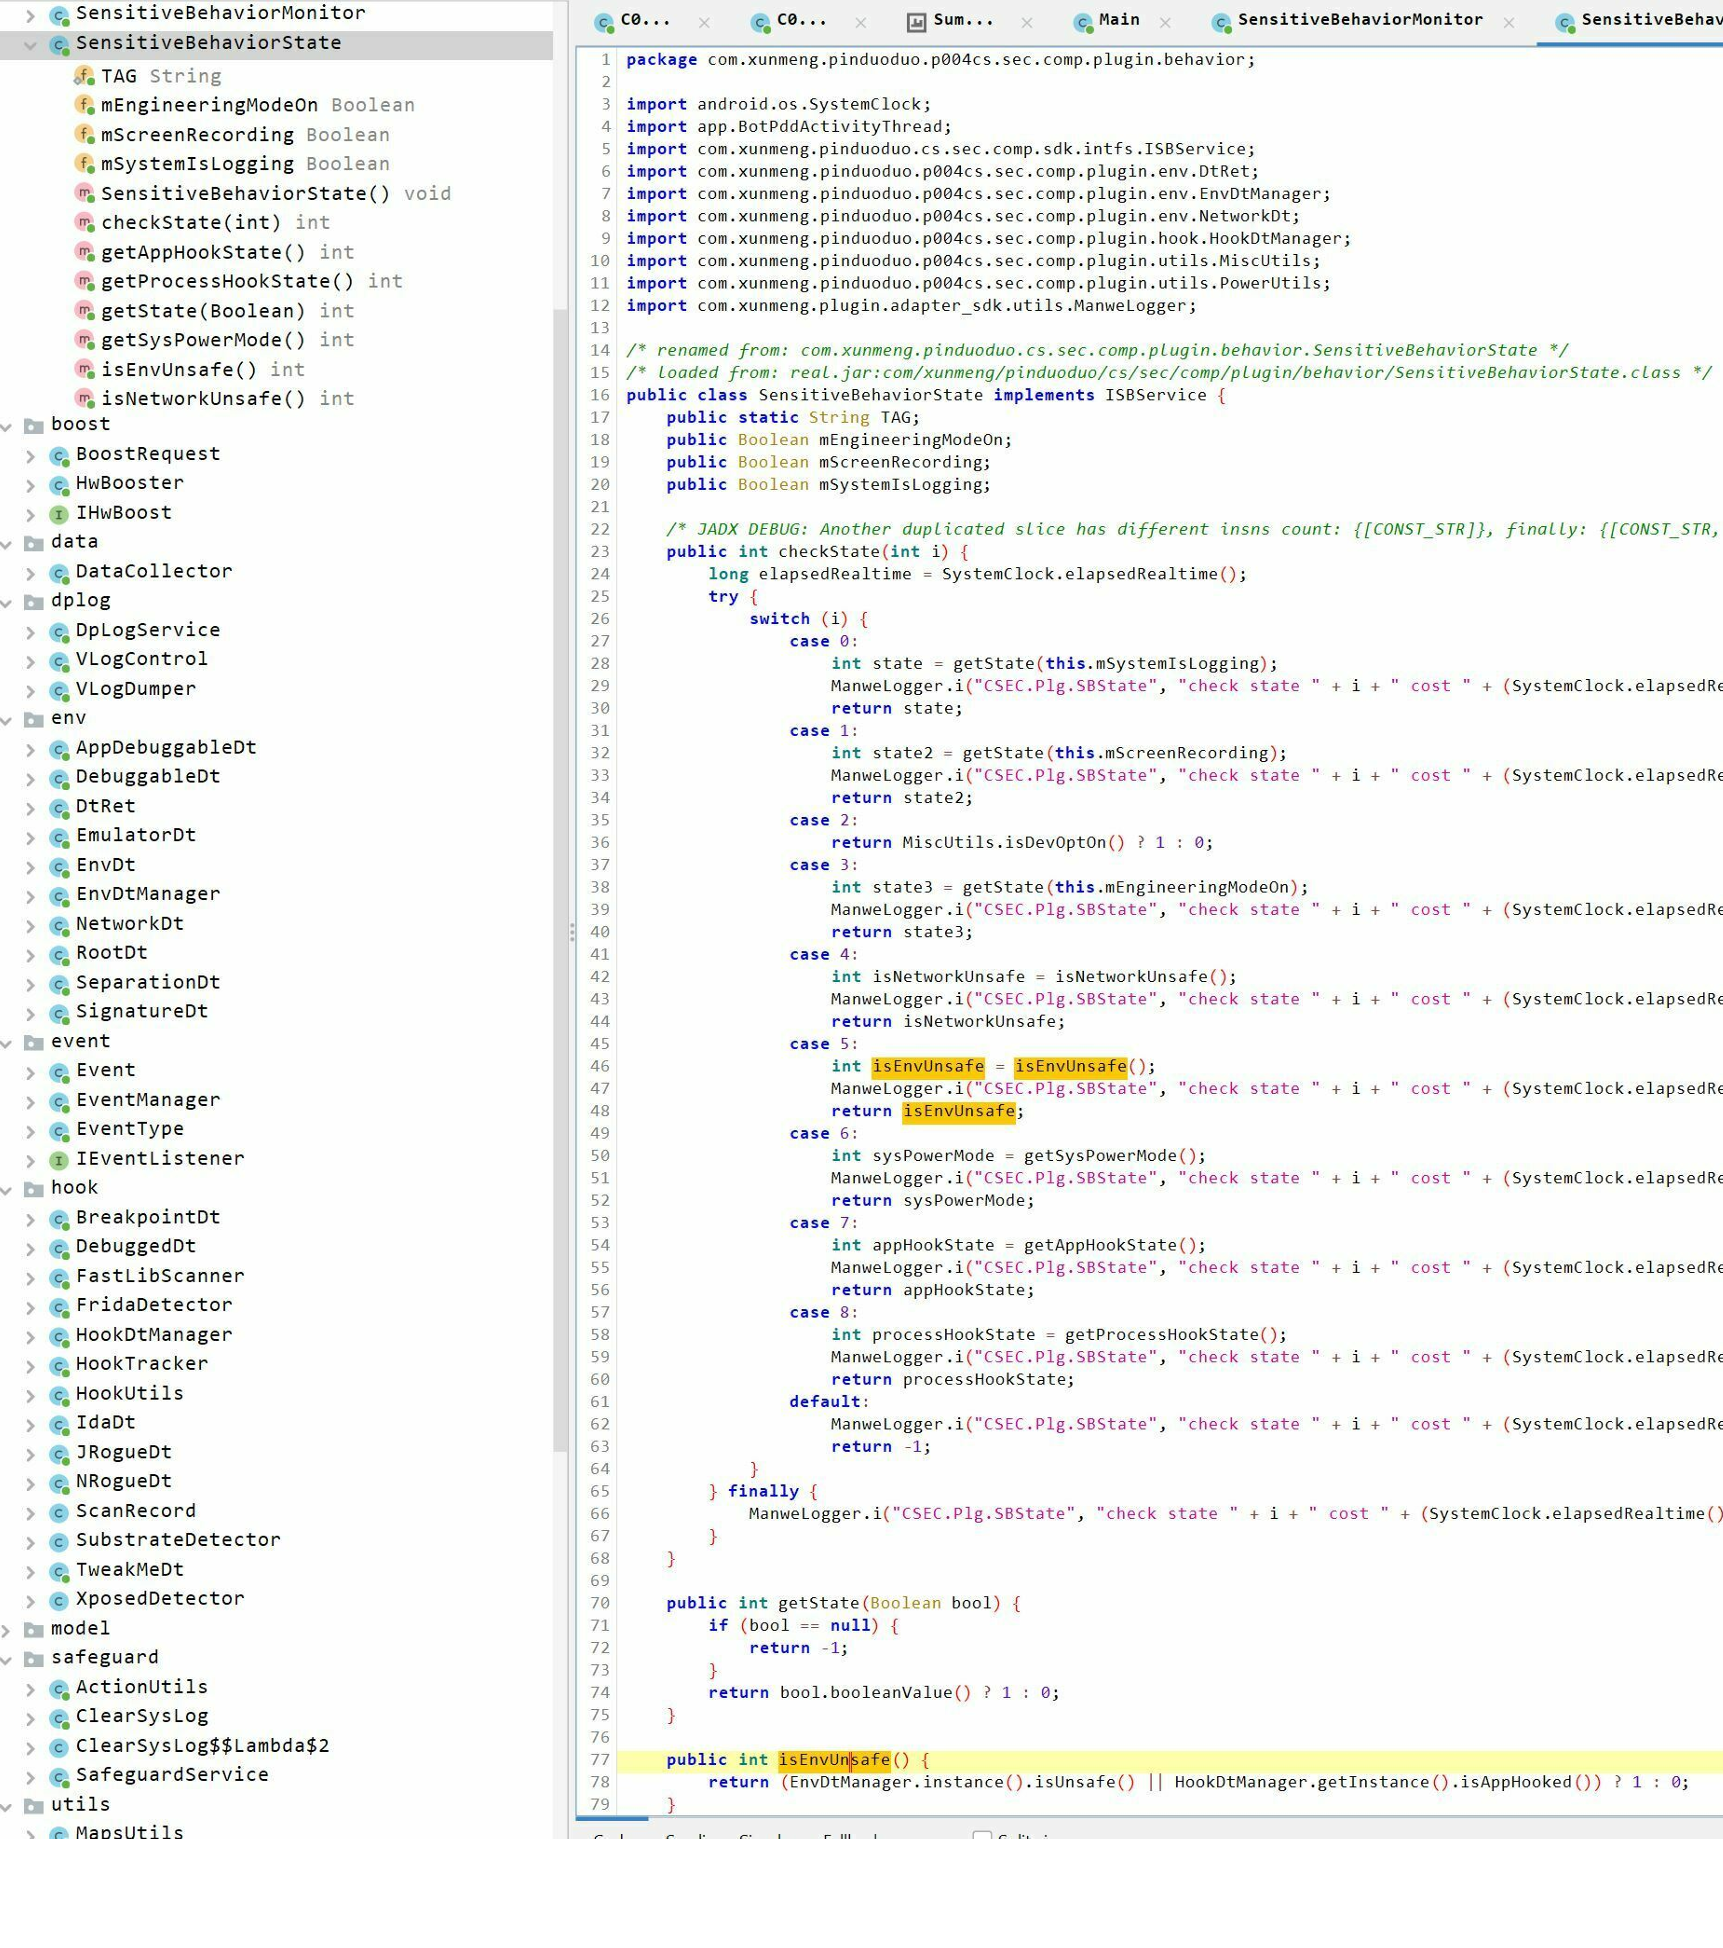 SensitiveBehaviorMonitor
SensitiveBehaviorState
TAG String
mEngineeringModeOn Boolean
mScreenRecording Boolean
mSystemIsLogging Boolean
SensitiveBehaviorState() void
checkState(int) int
getAppHookState() int
getProcessHookState() int
getState(Boolean) int
getSysPowerMode() int
isEnvUnsafe() int
isNetworkUnsafe() int
boost
BoostRequest
HwBooster
IHwBoost
data
DataCollector
dplog
DpLogService
VLogControl
VLogDumper
env
AppDebuggableDt
DebuggableDt
DtRet
EmulatorDt
EnvDt
EnvDtManager
NetworkDt
RootDt
SeparationDt
SignatureDt
event
Event
EventManager
EventType
IEventListener
hook
BreakpointDt
DebuggedDt
FastLibScanner
FridaDetector
HookDtManager
HookTracker
HookUtils
IdaDt
JRogueDt
NRogueDt
ScanRecord
SubstrateDetector
TweakMeDt
XposedDetector
model
safeguard
ActionUtils
ClearSysLog
ClearSysLog$$Lambda$2
SafeguardService
utils
MapsUtils
C0... C0... Sum... Main SensitiveBehaviorMonitor SensitiveBehav
1 package com.xunmeng.pinduoduo.p004cs.sec.comp.plugin.behavior;
2
3 import android.os.SystemClock;
4 import app.BotPddActivityThread;
5 import com.xunmeng.pinduoduo.cs.sec.comp.sdk.intfs.ISBService;
6 import com.xunmeng.pinduoduo.p004cs.sec.comp.plugin.env.DtRet;
7 import com.xunmeng.pinduoduo.p004cs.sec.comp.plugin.env.EnvDtManager;
8 import com.xunmeng.pinduoduo.p004cs.sec.comp.plugin.env.NetworkDt;
9 import com.xunmeng.pinduoduo.p004cs.sec.comp.plugin.hook.HookDtManager;
10 import com.xunmeng.pinduoduo.p004cs.sec.comp.plugin.utils.MiscUtils;
11 import com.xunmeng.pinduoduo.p004cs.sec.comp.plugin.utils.PowerUtils;
12 import com.xunmeng.plugin.adapter_sdk.utils.ManweLogger;
13
14 /* renamed from: com.xunmeng.pinduoduo.cs.sec.comp.plugin.behavior.SensitiveBehaviorState */
15 /* loaded from: real.jar:com/xunmeng/pinduoduo/cs/sec/comp/plugin/behavior/SensitiveBehaviorState.class */
16 public class SensitiveBehaviorState implements ISBService {
17 public static String TAG;
18 public Boolean mEngineeringModeOn;
19 public Boolean mScreenRecording;
20 public Boolean mSystemIsLogging;
21
22 /* JADX DEBUG: Another duplicated slice has different insns count: {[CONST_STR]}, finally: {[CONST_STR,
23 public int checkState(int i) {
24 long elapsedRealtime = SystemClock.elapsedRealtime();
25 try {
26 switch (i) {
27 case 0:
28 int state = getState(this.mSystemIsLogging);
29 ManweLogger.i("CSEC.Plg.SBState", "check state " + i + " cost " + (SystemClock.elapsedRe
30 return state;
31 case 1:
32 int state2 = getState(this.mScreenRecording);
33 ManweLogger.i("CSEC.Plg.SBState", "check state " + i + " cost " + (SystemClock.elapsedRe
34 return state2;
35 case 2:
36 return MiscUtils.isDevOptOn() ? 1 : 0;
37 case 3:
38 int state3 = getState(this.mEngineeringModeOn);
39 ManweLogger.i("CSEC.Plg.SBState", "check state " + i + " cost " + (SystemClock.elapsedRe
40 return state3;
41 case 4:
42 int isNetworkUnsafe = isNetworkUnsafe();
43 ManweLogger.i("CSEC.Plg.SBState", "check state " + i + " cost " + (SystemClock.elapsedRe
44 return isNetworkUnsafe;
45 case 5:
46 int isEnvUnsafe = isEnvUnsafe();
47 ManweLogger.i("CSEC.Plg.SBState", "check state " + i + " cost " + (SystemClock.elapsedRe
48 return isEnvUnsafe;
49 case 6:
50 int sysPowerMode = getSysPowerMode();
51 ManweLogger.i("CSEC.Plg.SBState", "check state " + i + " cost " + (SystemClock.elapsedRe
52 return sysPowerMode;
53 case 7:
54 int appHookState = getAppHookState();
55 ManweLogger.i("CSEC.Plg.SBState", "check state " + i + " cost " + (SystemClock.elapsedRe
56 return appHookState;
57 case 8:
58 int processHookState = getProcessHookState();
59 ManweLogger.i("CSEC.Plg.SBState", "check state " + i + " cost " + (SystemClock.elapsedRe
60 return processHookState;
61 default:
62 ManweLogger.i("CSEC.Plg.SBState", "check state " + i + " cost " + (SystemClock.elapsedRe
63 return -1;
64 }
65 } finally {
66 ManweLogger.i("CSEC.Plg.SBState", "check state " + i + " cost " + (SystemClock.elapsedRealtime()
67 }
68 }
69
70 public int getState(Boolean bool) {
71 if (bool == null) {
72 return -1;
73 }
74 return bool.booleanValue() ? 1 : 0;
75 }
76
77 public int isEnvUnsafe() {
78 return (EnvDtManager.instance().isUnsafe() || HookDtManager.getInstance().isAppHooked()) ? 1 : 0;
79 }